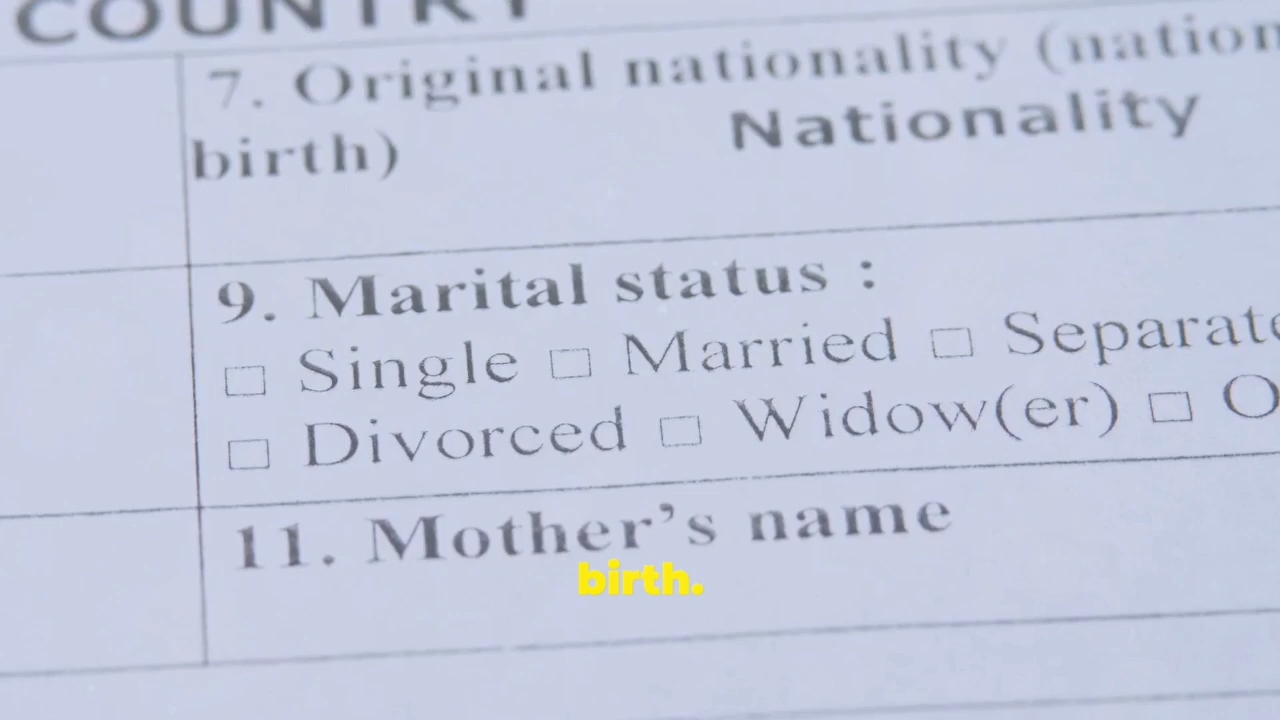 COUNTRY
7. Original nationality (nation
birth)
Nationality
9. Marital status :
□ Single □ Married □ Separate
□ Divorced □ Widow(er) □ O
11. Mother’s name
birth.